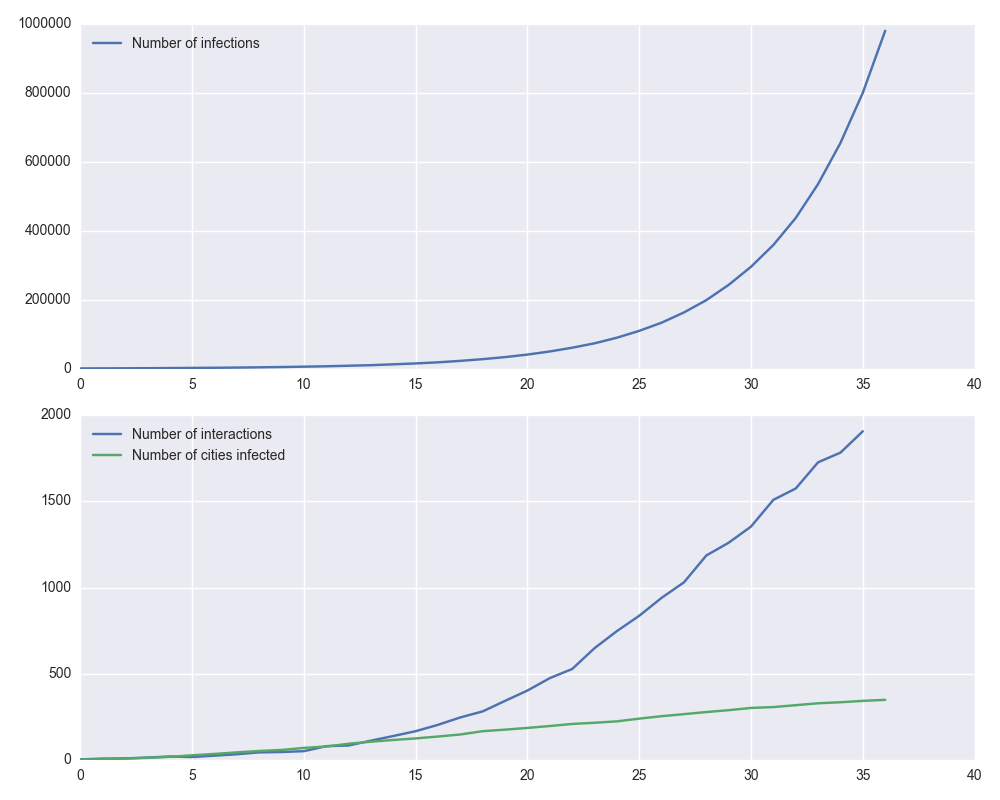 1000000
Number of infections
800000
600000
400000
200000
0
0 5 10 15 20 25 30 35 40
2000
Number of interactions
Number of cities infected
1500
1000
500
0
0 5 10 15 20 25 30 35 40